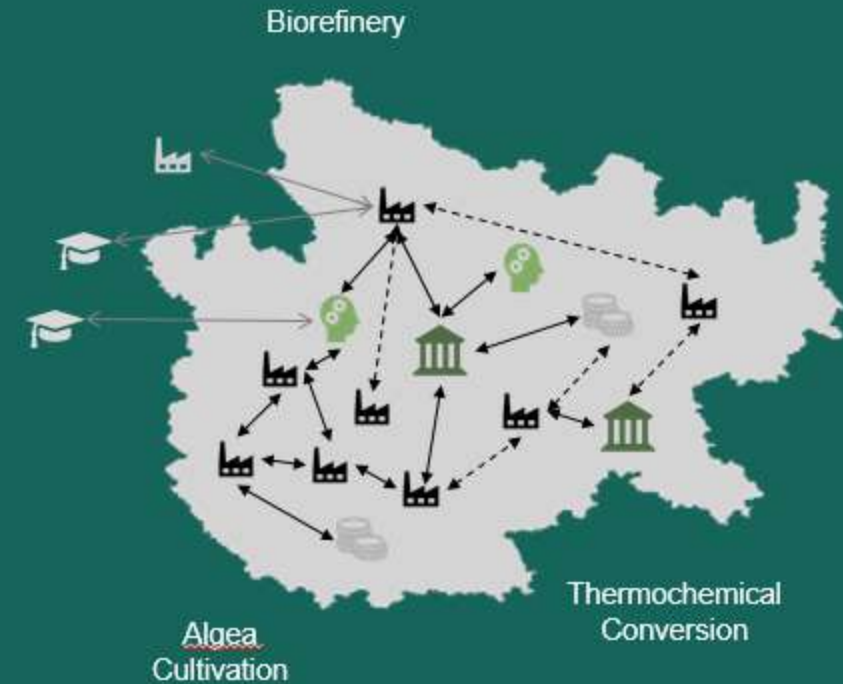 Biorefinery
Thermochemical
Conversion
Algea
Cultivation